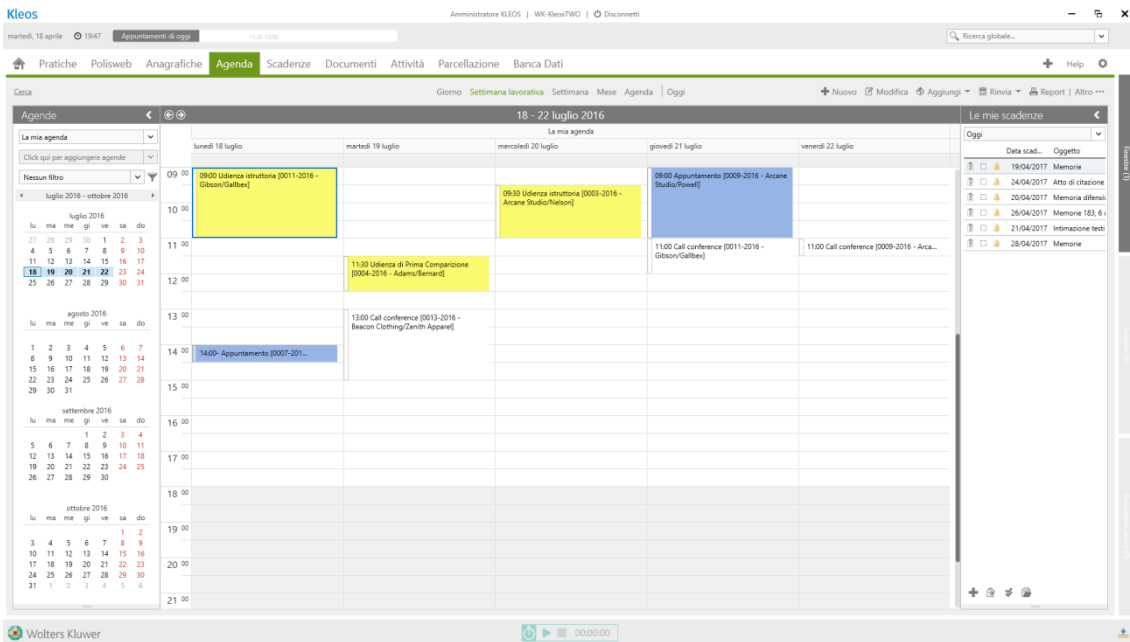 Kleos
Amministratore KLEOS | WK-KleosTWO | Disconnetti
martedì, 18 aprile 19:47 Appuntamenti di oggi
Ricerca globale...
Pratiche Polisweb Anagrafiche Agenda Scadenze Documenti Attività Parcellazione Banca Dati Help
Cerca Giorno Settimana lavorativa Settimana Mese Agenda | Oggi Nuovo Modifica Aggiungi Rinvia Report | Altro ···
Agende
La mia agenda
Click qui per aggiungere agende
Nessun filtro
luglio 2016 - ottobre 2016
luglio 2016
lu ma me gi ve sa do
27 28 29 30 1 2 3
4 5 6 7 8 9 10
11 12 13 14 15 16 17
18 19 20 21 22 23 24
25 26 27 28 29 30 31
agosto 2016
lu ma me gi ve sa do
1 2 3 4 5 6 7
8 9 10 11 12 13 14
15 16 17 18 19 20 21
22 23 24 25 26 27 28
29 30 31
settembre 2016
lu ma me gi ve sa do
1 2 3 4
5 6 7 8 9 10 11
12 13 14 15 16 17 18
19 20 21 22 23 24 25
26 27 28 29 30
ottobre 2016
lu ma me gi ve sa do
1 2
3 4 5 6 7 8 9
10 11 12 13 14 15 16
17 18 19 20 21 22 23
24 25 26 27 28 29 30
31 1 2 3 4 5 6
18 - 22 luglio 2016
La mia agenda
lunedì 18 luglio martedì 19 luglio mercoledì 20 luglio giovedì 21 luglio venerdì 22 luglio
09 00
10 00
11 00
12 00
13 00
14 00
15 00
16 00
17 00
18 00
19 00
20 00
21 00
09:00 Udienza istruttoria [0011-2016 -
Gibson/Gallbex]
14:00- Appuntamento [0007-201...
11:30 Udienza di Prima Comparizione
[0004-2016 - Adams/Bernard]
13:00 Call conference [0013-2016 -
Beacon Clothing/Zenith Apparel]
09:30 Udienza istruttoria [0003-2016 -
Arcane Studio/Nelson]
09:00 Appuntamento [0009-2016 - Arcane
Studio/Powell]
11:00 Call conference [0011-2016 -
Gibson/Gallbex]
11:00 Call conference [0009-2016 - Arca...
Le mie scadenze
Oggi
Data scad... Oggetto
19/04/2017 Memorie
24/04/2017 Atto di citazione
20/04/2017 Memoria difensiv
26/04/2017 Memorie 183, 6
21/04/2017 Intimazione testi
28/04/2017 Memorie
Finestre (1)
Wolters Kluwer
00:00:00